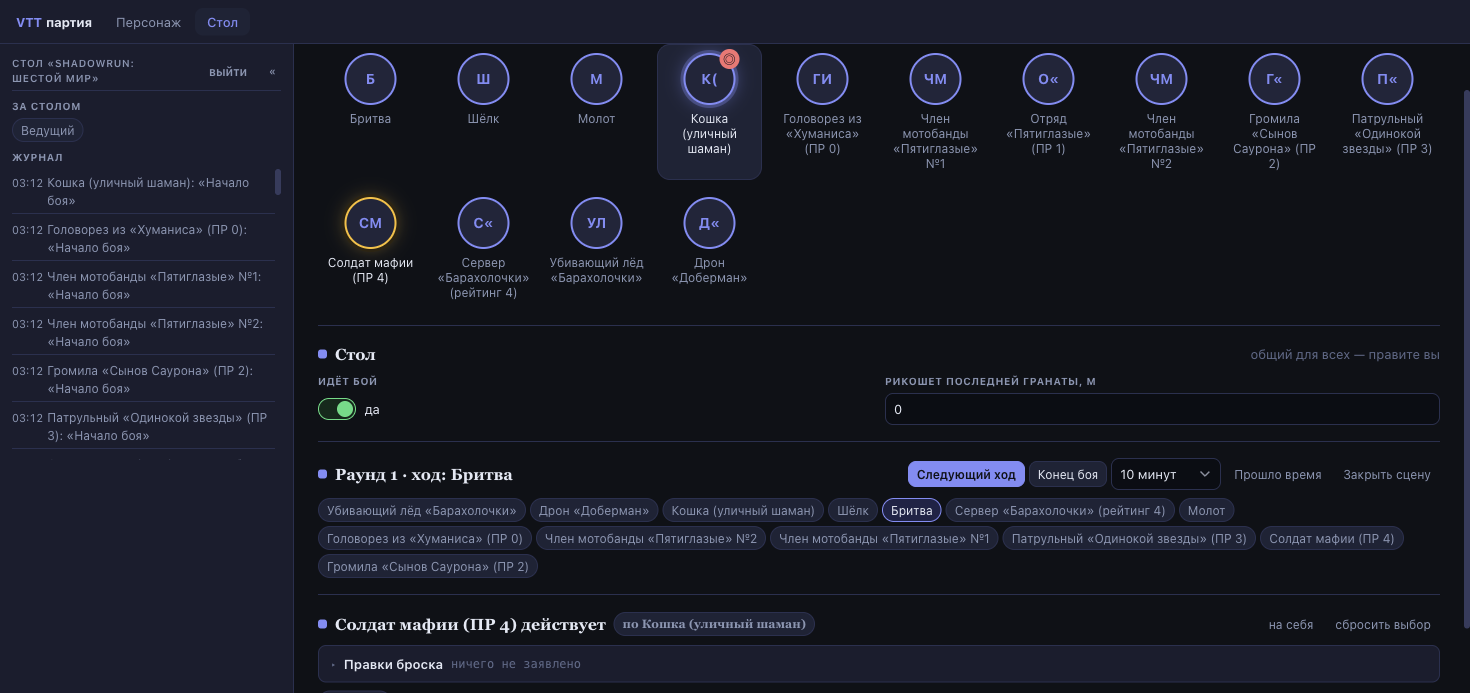 VTT партия Персонаж Стол
СТОЛ «SHADOWRUN:
ШЕСТОЙ МИР»
выйти «
ЗА СТОЛОМ
Ведущий
ЖУРНАЛ
03:12 Кошка (уличный шаман): «Начало
боя»
03:12 Головорез из «Хуманиса» (ПР 0):
«Начало боя»
03:12 Член мотобанды «Пятиглазые» №1:
«Начало боя»
03:12 Член мотобанды «Пятиглазые» №2:
«Начало боя»
03:12 Громила «Сынов Саурона» (ПР 2):
«Начало боя»
03:12 Патрульный «Одинокой звезды» (ПР
3): «Начало боя»
Б
Бритва
Ш
Шёлк
М
Молот
К(
Кошка
(уличный
шаман)
ГИ
Головорез из
«Хуманиса»
(ПР 0)
ЧМ
Член
мотобанды
«Пятиглазые»
№1
О«
Отряд
«Пятиглазые»
(ПР 1)
ЧМ
Член
мотобанды
«Пятиглазые»
№2
Г«
Громила
«Сынов
Саурона» (ПР
2)
П«
Патрульный
«Одинокой
звезды» (ПР 3)
СМ
Солдат мафии
(ПР 4)
С«
Сервер
«Барахолочки»
(рейтинг 4)
УЛ
Убивающий лёд
«Барахолочки»
Д«
Дрон
«Доберман»
Стол
общий для всех — правите вы
ИДЁТ БОЙ
да
РИКОШЕТ ПОСЛЕДНЕЙ ГРАНАТЫ, М
0
Раунд 1 · ход: Бритва
Следующий ход Конец боя 10 минут Прошло время Закрыть сцену
Убивающий лёд «Барахолочки» Дрон «Доберман» Кошка (уличный шаман) Шёлк Бритва Сервер «Барахолочки» (рейтинг 4) Молот
Головорез из «Хуманиса» (ПР 0) Член мотобанды «Пятиглазые» №2 Член мотобанды «Пятиглазые» №1 Патрульный «Одинокой звезды» (ПР 3) Солдат мафии (ПР 4)
Громила «Сынов Саурона» (ПР 2)
Солдат мафии (ПР 4) действует по Кошка (уличный шаман)
на себя сбросить выбор
· Правки броска ничего не заявлено